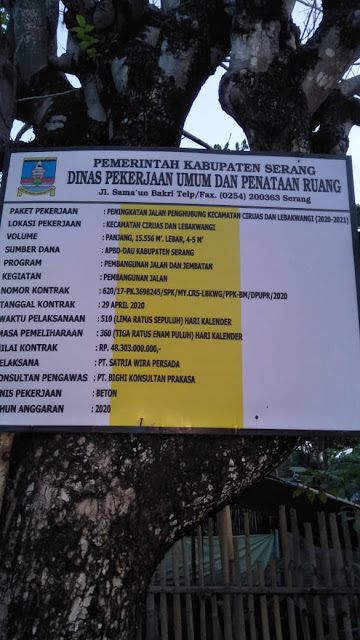 PEMERINTAH KABUPATEN SERANG
DINAS PEKERJAAN UMUM DAN PENATAAN RUANG
Jl. Sama'un Bakri Telp/Fax. (0254) 200363 Serang
PAKET PEKERJAAN : PENINGKATAN JALAN PENGHUBUNG KECAMATAN CIRUAS DAN LEBAKWANGI (2020-2021)
LOKASI PEKERJAAN : KECAMATAN CIRUAS DAN LEBAKWANGI
VOLUME : PANJANG, 15.556 M'. LEBAR, 4-5 M'
SUMBER DANA : APBD-DAU KABUPATEN SERANG
PROGRAM : PEMBANGUNAN JALAN DAN JEMBATAN
KEGIATAN : PEMBANGUNAN JALAN
NOMOR KONTRAK : 620/17-PK.3698245/SPK/MY.CRS-LBKWG/PPK-BM/DPUPR/2020
TANGGAL KONTRAK : 29 APRIL 2020
WAKTU PELAKSANAAN : 510 (LIMA RATUS SEPULUH) HARI KALENDER
MASA PEMELIHARAAN : 360 (TIGA RATUS ENAM PULUH) HARI KALENDER
NILAI KONTRAK : RP. 48.303.000.000,-
PELAKSANA : PT. SATRIA WIRA PERSADA
KONSULTAN PENGAWAS : PT. BIGHI KONSULTAN PRAKASA
JENIS PEKERJAAN : BETON
TAHUN ANGGARAN : 2020